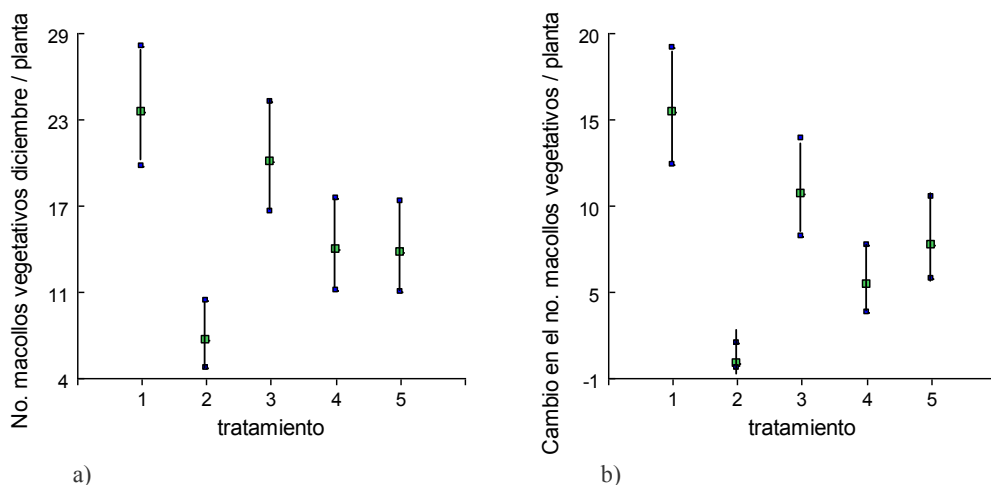 No. macollos vegetativos diciembre / planta
29
23
17
11
4
1 2 3 4 5
tratamiento
a)
Cambio en el no. macollos vegetativos / planta
20
15
10
5
-1
1 2 3 4 5
tratamiento
b)